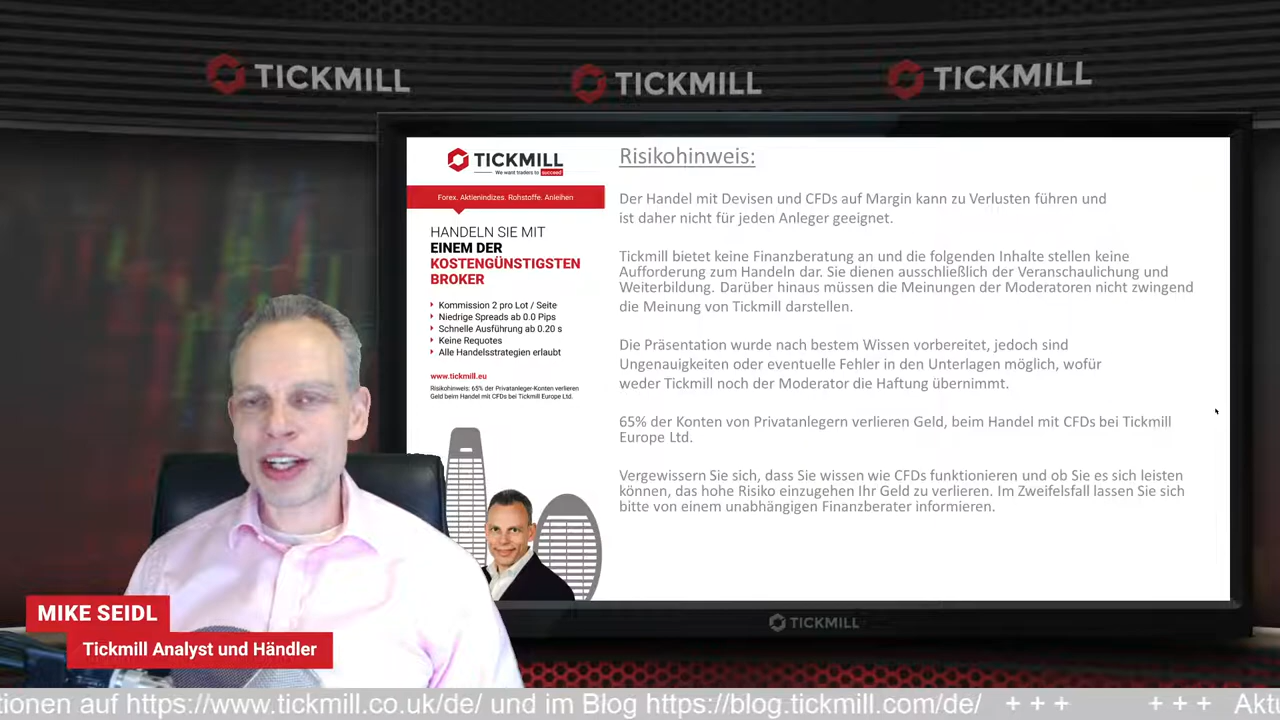 TICKMILL
TICKMILL
TICKMILL
TICKMILL
We want traders to succeed
Forex. Aktienindizes. Rohstoffe. Anleihen
HANDELN SIE MIT
EINEM DER
KOSTENGÜNSTIGSTEN
BROKER
Kommission 2 pro Lot / Seite
Niedrige Spreads ab 0.0 Pips
Schnelle Ausführung ab 0.20 s
Keine Requotes
Alle Handelsstrategien erlaubt
www.tickmill.eu
Risikohinweis: 65% der Privatanleger-Konten verlieren
Geld beim Handel mit CFDs bei Tickmill Europe Ltd.
Risikohinweis:
Der Handel mit Devisen und CFDs auf Margin kann zu Verlusten führen und
ist daher nicht für jeden Anleger geeignet.
Tickmill bietet keine Finanzberatung an und die folgenden Inhalte stellen keine
Aufforderung zum Handeln dar. Sie dienen ausschließlich der Veranschaulichung und
Weiterbildung. Darüber hinaus müssen die Meinungen der Moderatoren nicht zwingend
die Meinung von Tickmill darstellen.
Die Präsentation wurde nach bestem Wissen vorbereitet, jedoch sind
Ungenauigkeiten oder eventuelle Fehler in den Unterlagen möglich, wofür
weder Tickmill noch der Moderator die Haftung übernimmt.
65% der Konten von Privatanlegern verlieren Geld, beim Handel mit CFDs bei Tickmill
Europe Ltd.
Vergewissern Sie sich, dass Sie wissen wie CFDs funktionieren und ob Sie es sich leisten
können, das hohe Risiko einzugehen Ihr Geld zu verlieren. Im Zweifelsfall lassen Sie sich
bitte von einem unabhängigen Finanzberater informieren.
TICKMILL
MIKE SEIDL
Tickmill Analyst und Händler
tionen auf https://www.tickmill.co.uk/de/ und im Blog https://blog.tickmill.com/de/ + + + + + + Aktu